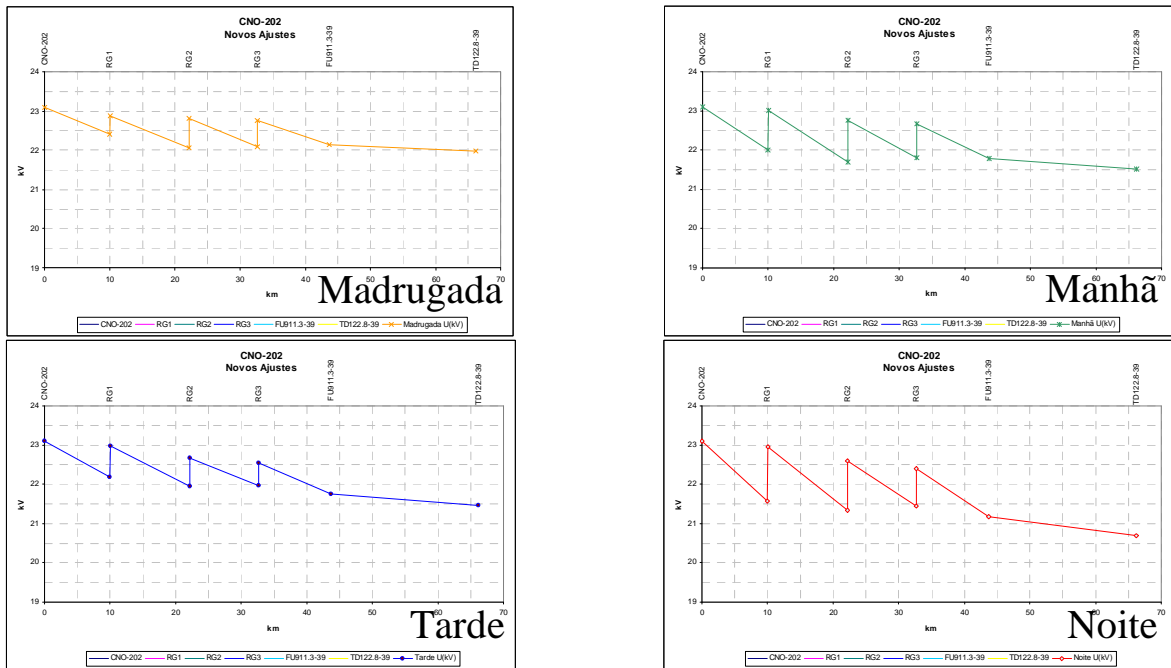 CNO-202
Novos Ajustes
CNO-202
RG1
RG2
RG3
FU911.3-39
TD122.8-39
24
23
22
21
20
19
kV
0 10 20 30 40 50 60 70
km
Madrugada
CNO-202 RG1 RG2 RG3 FU911.3-39 TD122.8-39 Madrugada U(kV)
CNO-202
Novos Ajustes
CNO-202
RG1
RG2
RG3
FU911.3-39
TD122.8-39
24
23
22
21
20
19
kV
0 10 20 30 40 50 60 70
km
Manhã
CNO-202 RG1 RG2 RG3 FU911.3-39 TD122.8-39 Manhã U(kV)
CNO-202
Novos Ajustes
CNO-202
RG1
RG2
RG3
FU911.3-39
TD122.8-39
24
23
22
21
20
19
kV
0 10 20 30 40 50 60 70
km
Tarde
CNO-202 RG1 RG2 RG3 FU911.3-39 TD122.8-39 Tarde U(kV)
CNO-202
Novos Ajustes
CNO-202
RG1
RG2
RG3
FU911.3-39
TD122.8-39
24
23
22
21
20
19
kV
0 10 20 30 40 50 60 70
km
Noite
CNO-202 RG1 RG2 RG3 FU911.3-39 TD122.8-39 Noite U(kV)